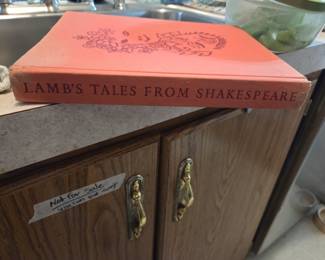 LAMB'S TALES FROM SHAKESPEARE
Not For Sale